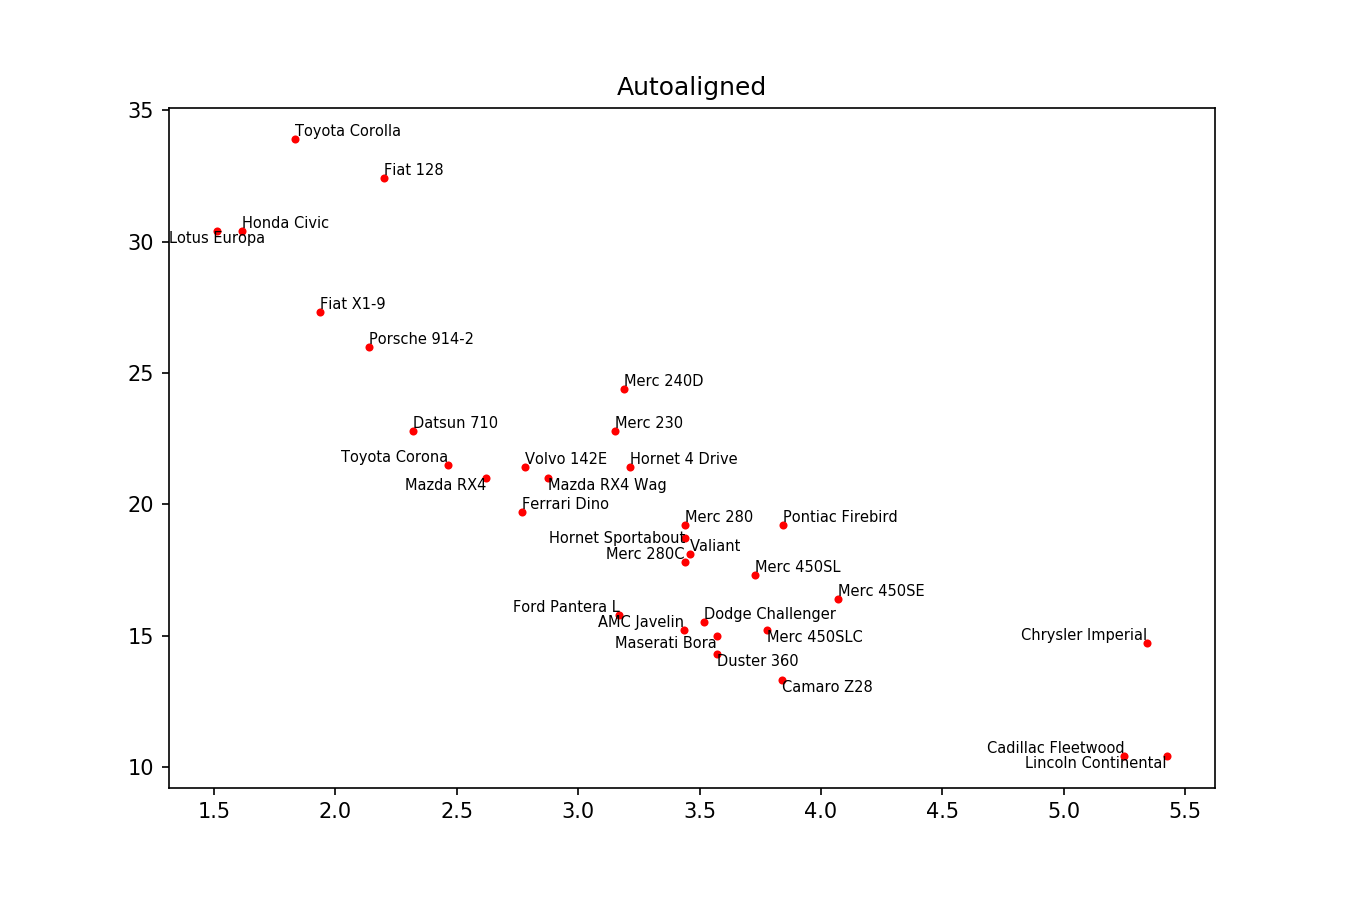 Autoaligned
35
Toyota Corolla
Fiat 128
Honda Civic
Lotus Europa
30
Fiat X1-9
Porsche 914-2
25
Merc 240D
Datsun 710
Merc 230
Toyota Corona
Volvo 142E
Hornet 4 Drive
Mazda RX4
Mazda RX4 Wag
20
Ferrari Dino
Merc 280
Pontiac Firebird
Hornet Sportabout
Valiant
Merc 280C
Merc 450SL
Merc 450SE
Ford Pantera L
Dodge Challenger
AMC Javelin
15
Merc 450SLC
Chrysler Imperial
Maserati Bora
Duster 360
Camaro Z28
Cadillac Fleetwood
Lincoln Continental
10
1.5 2.0 2.5 3.0 3.5 4.0 4.5 5.0 5.5